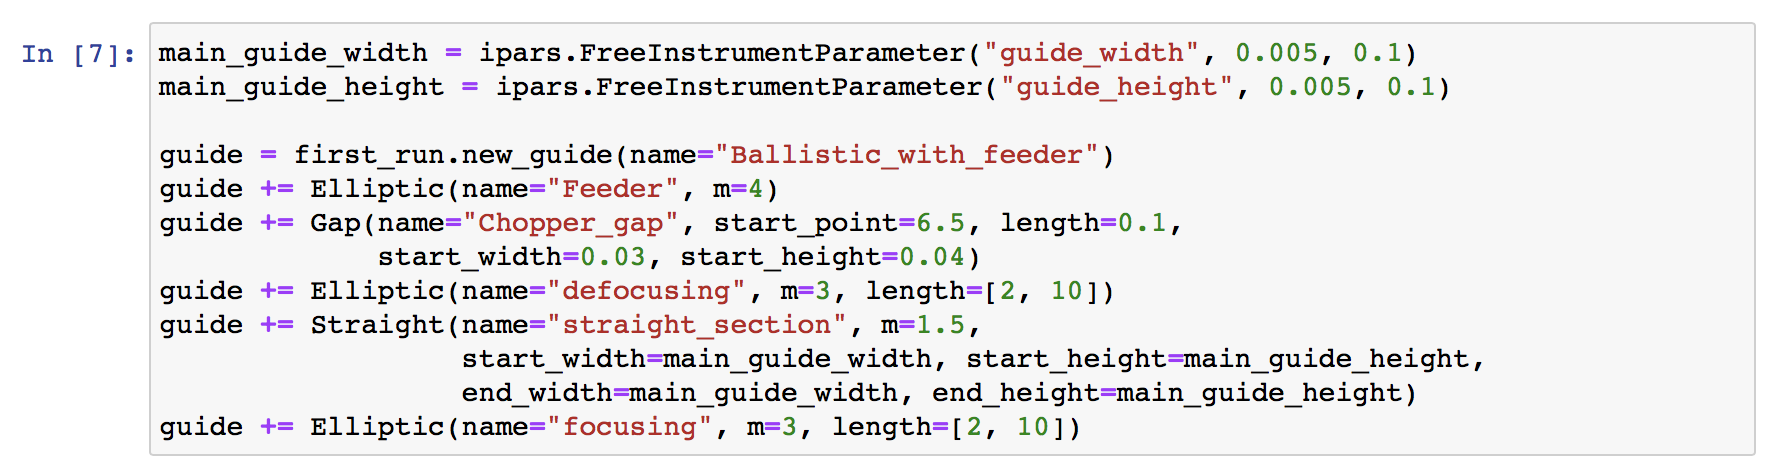 In [7]: main_guide_width = ipars.FreeInstrumentParameter("guide_width", 0.005, 0.1)
main_guide_height = ipars.FreeInstrumentParameter("guide_height", 0.005, 0.1)

guide = first_run.new_guide(name="Ballistic_with_feeder")
guide += Elliptic(name="Feeder", m=4)
guide += Gap(name="Chopper_gap", start_point=6.5, length=0.1,
             start_width=0.03, start_height=0.04)
guide += Elliptic(name="defocusing", m=3, length=[2, 10])
guide += Straight(name="straight_section", m=1.5,
                  start_width=main_guide_width, start_height=main_guide_height,
                  end_width=main_guide_width, end_height=main_guide_height)
guide += Elliptic(name="focusing", m=3, length=[2, 10])